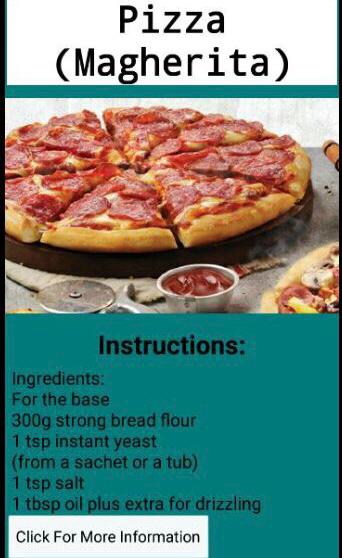 Pizza
(Magherita)
Instructions:
Ingredients:
For the base
300g strong bread flour
1 tsp instant yeast
(from a sachet or a tub)
1 tsp salt
1 tbsp oil plus extra for drizzling
Click For More Information